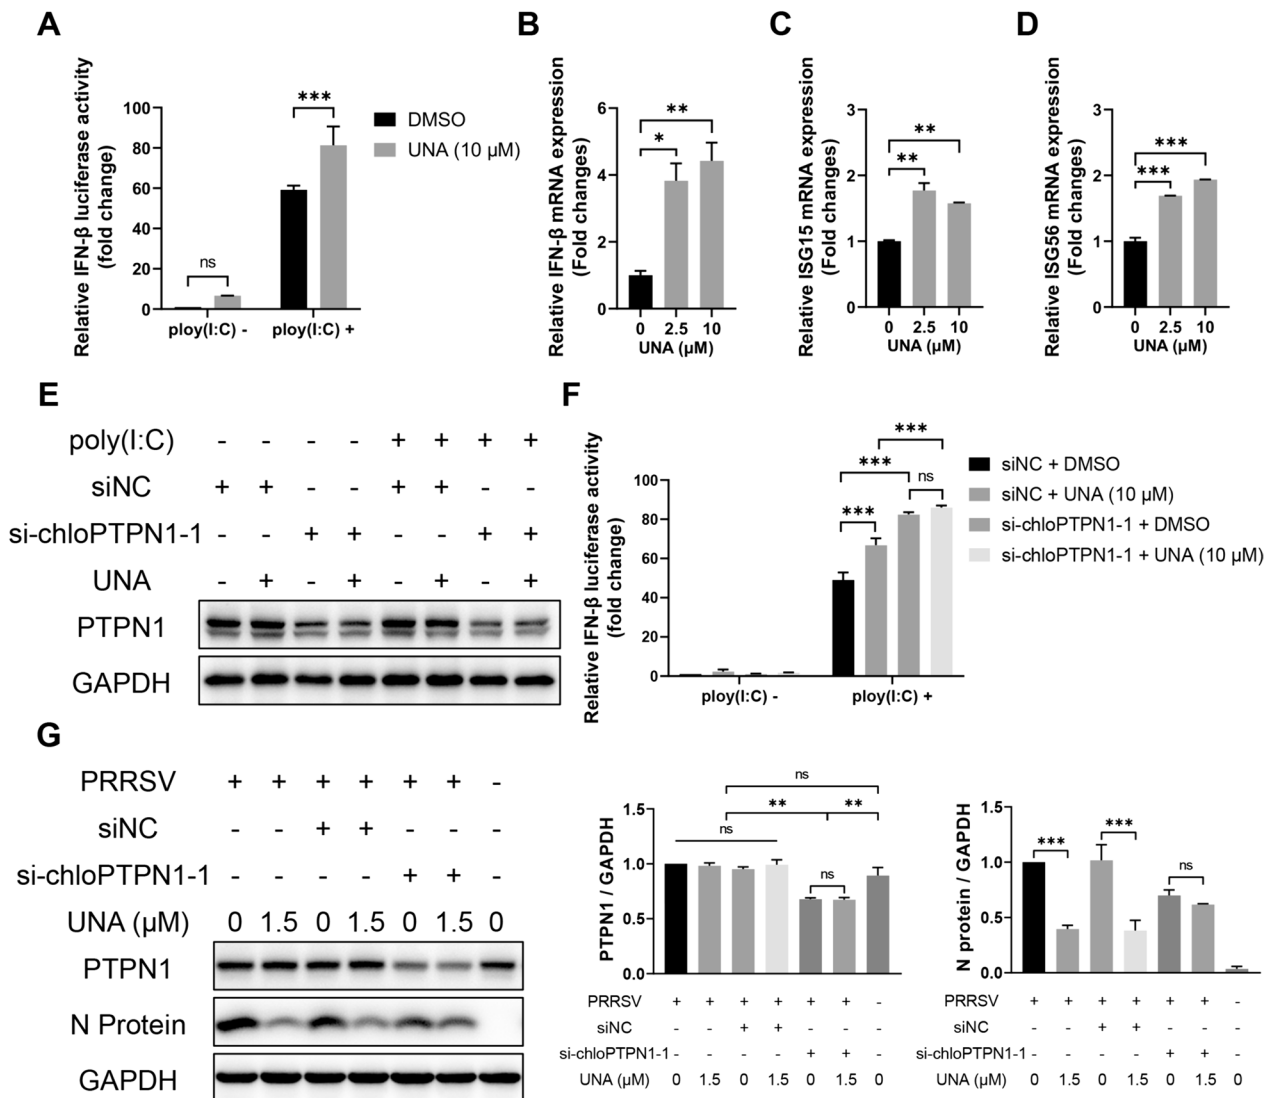 A
Relative IFN-β luciferase activity
(fold change)
100
80
60
40
20
0
ns
***
ploy(I:C) -
ploy(I:C) +
DMSO
UNA (10 μM)
B
Relative IFN-β mRNA expression
(Fold changes)
6
4
2
0
*
**
0 2.5 10
UNA (μM)
C
Relative ISG15 mRNA expression
(Fold changes)
3
2
1
0
**
**
0 2.5 10
UNA (μM)
D
Relative ISG56 mRNA expression
(Fold changes)
3
2
1
0
***
***
0 2.5 10
UNA (μM)
E
poly(I:C) - - - - + + + +
siNC + + - - + + - -
si-chloPTPN1-1 - - + + - - + +
UNA - + - + - + - +
PTPN1
GAPDH
F
Relative IFN-β luciferase activity
(fold change)
100
80
60
40
20
0
***
***
ns
***
ploy(I:C) -
ploy(I:C) +
siNC + DMSO
siNC + UNA (10 μM)
si-chloPTPN1-1 + DMSO
si-chloPTPN1-1 + UNA (10 μM)
G
PRRSV + + + + + + -
siNC - - + + - - -
si-chloPTPN1-1 - - - - + + -
UNA (μM) 0 1.5 0 1.5 0 1.5 0
PTPN1
N Protein
GAPDH
PTPN1 / GAPDH
1.5
1.0
0.5
0.0
ns
** **
ns
ns
PRRSV + + + + + + -
siNC - - + + - - -
si-chloPTPN1-1 - - - - + + -
UNA (μM) 0 1.5 0 1.5 0 1.5 0
N protein / GAPDH
1.5
1.0
0.5
0.0
***
***
ns
PRRSV + + + + + + -
siNC - - + + - - -
si-chloPTPN1-1 - - - - + + -
UNA (μM) 0 1.5 0 1.5 0 1.5 0